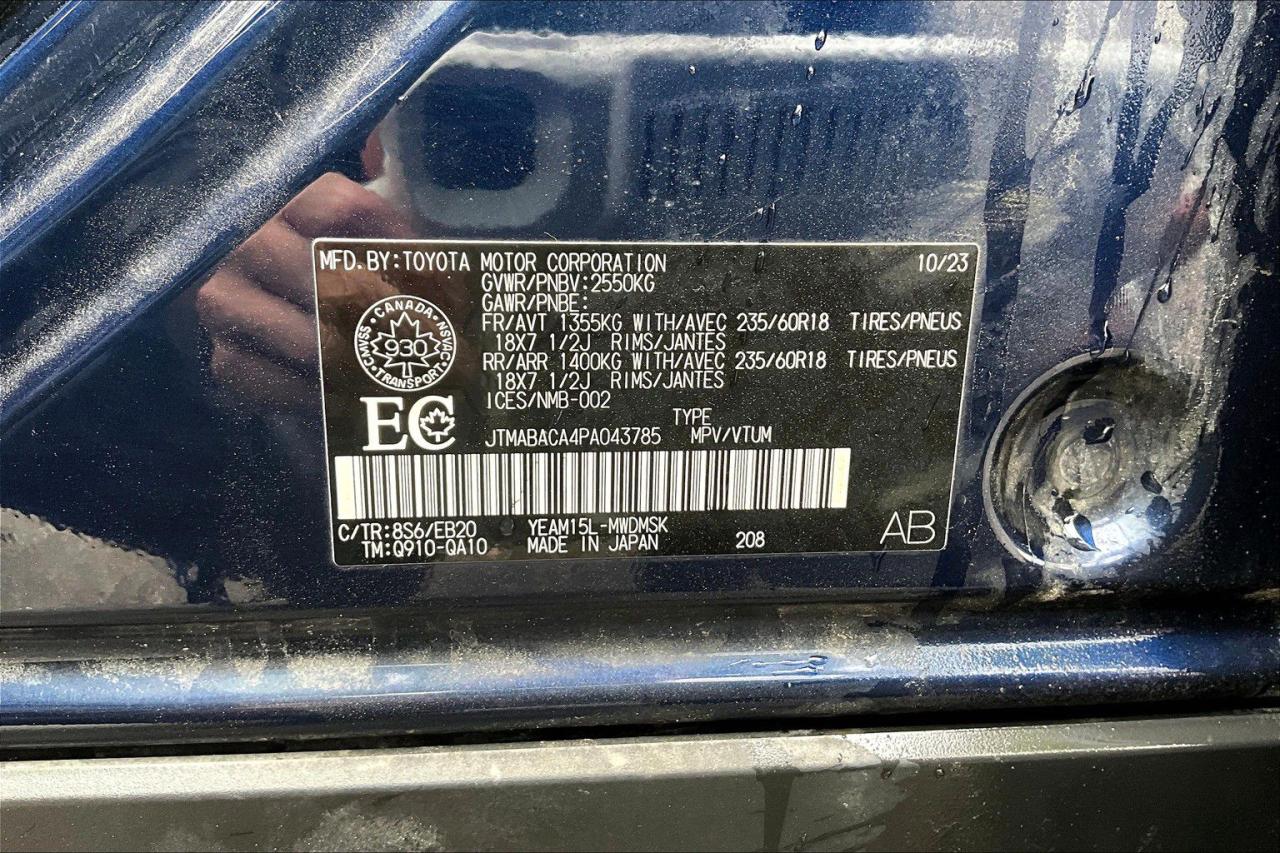 MFD.BY:TOYOTA MOTOR CORPORATION 10/23
GVWR/PNBV:2550KG
GAWR/PNBE:
FR/AVT 1355KG WITH/AVEC 235/60R18 TIRES/PNEUS
18X7 1/2J RIMS/JANTES
RR/ARR 1400KG WITH/AVEC 235/60R18 TIRES/PNEUS
18X7 1/2J RIMS/JANTES
ICES/NMB-002
CANADA
CMVSS 930 NSVAC
TRANSPORT
EC
TYPE
JTMABACA4PA043785 MPV/VTUM
C/TR:8S6/EB20 YEAM15L-MWDMSK
TM:Q910-QA10 MADE IN JAPAN 208 AB